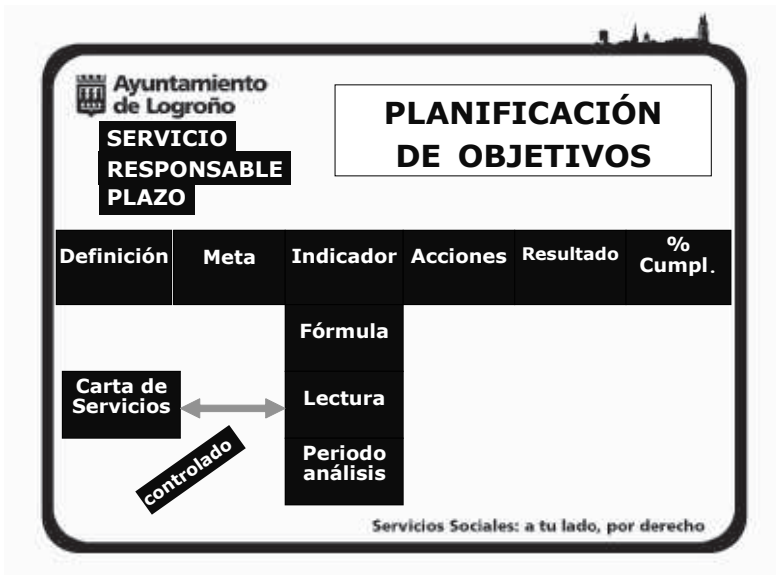 Ayuntamiento
de Logroño
PLANIFICACIÓN
DE OBJETIVOS
SERVICIO
RESPONSABLE
PLAZO
Definición
Meta
Indicador
Acciones
Resultado
%
Cumpl.
Fórmula
Carta de
Servicios
Lectura
controlado
Periodo
análisis
Servicios Sociales: a tu lado, por derecho